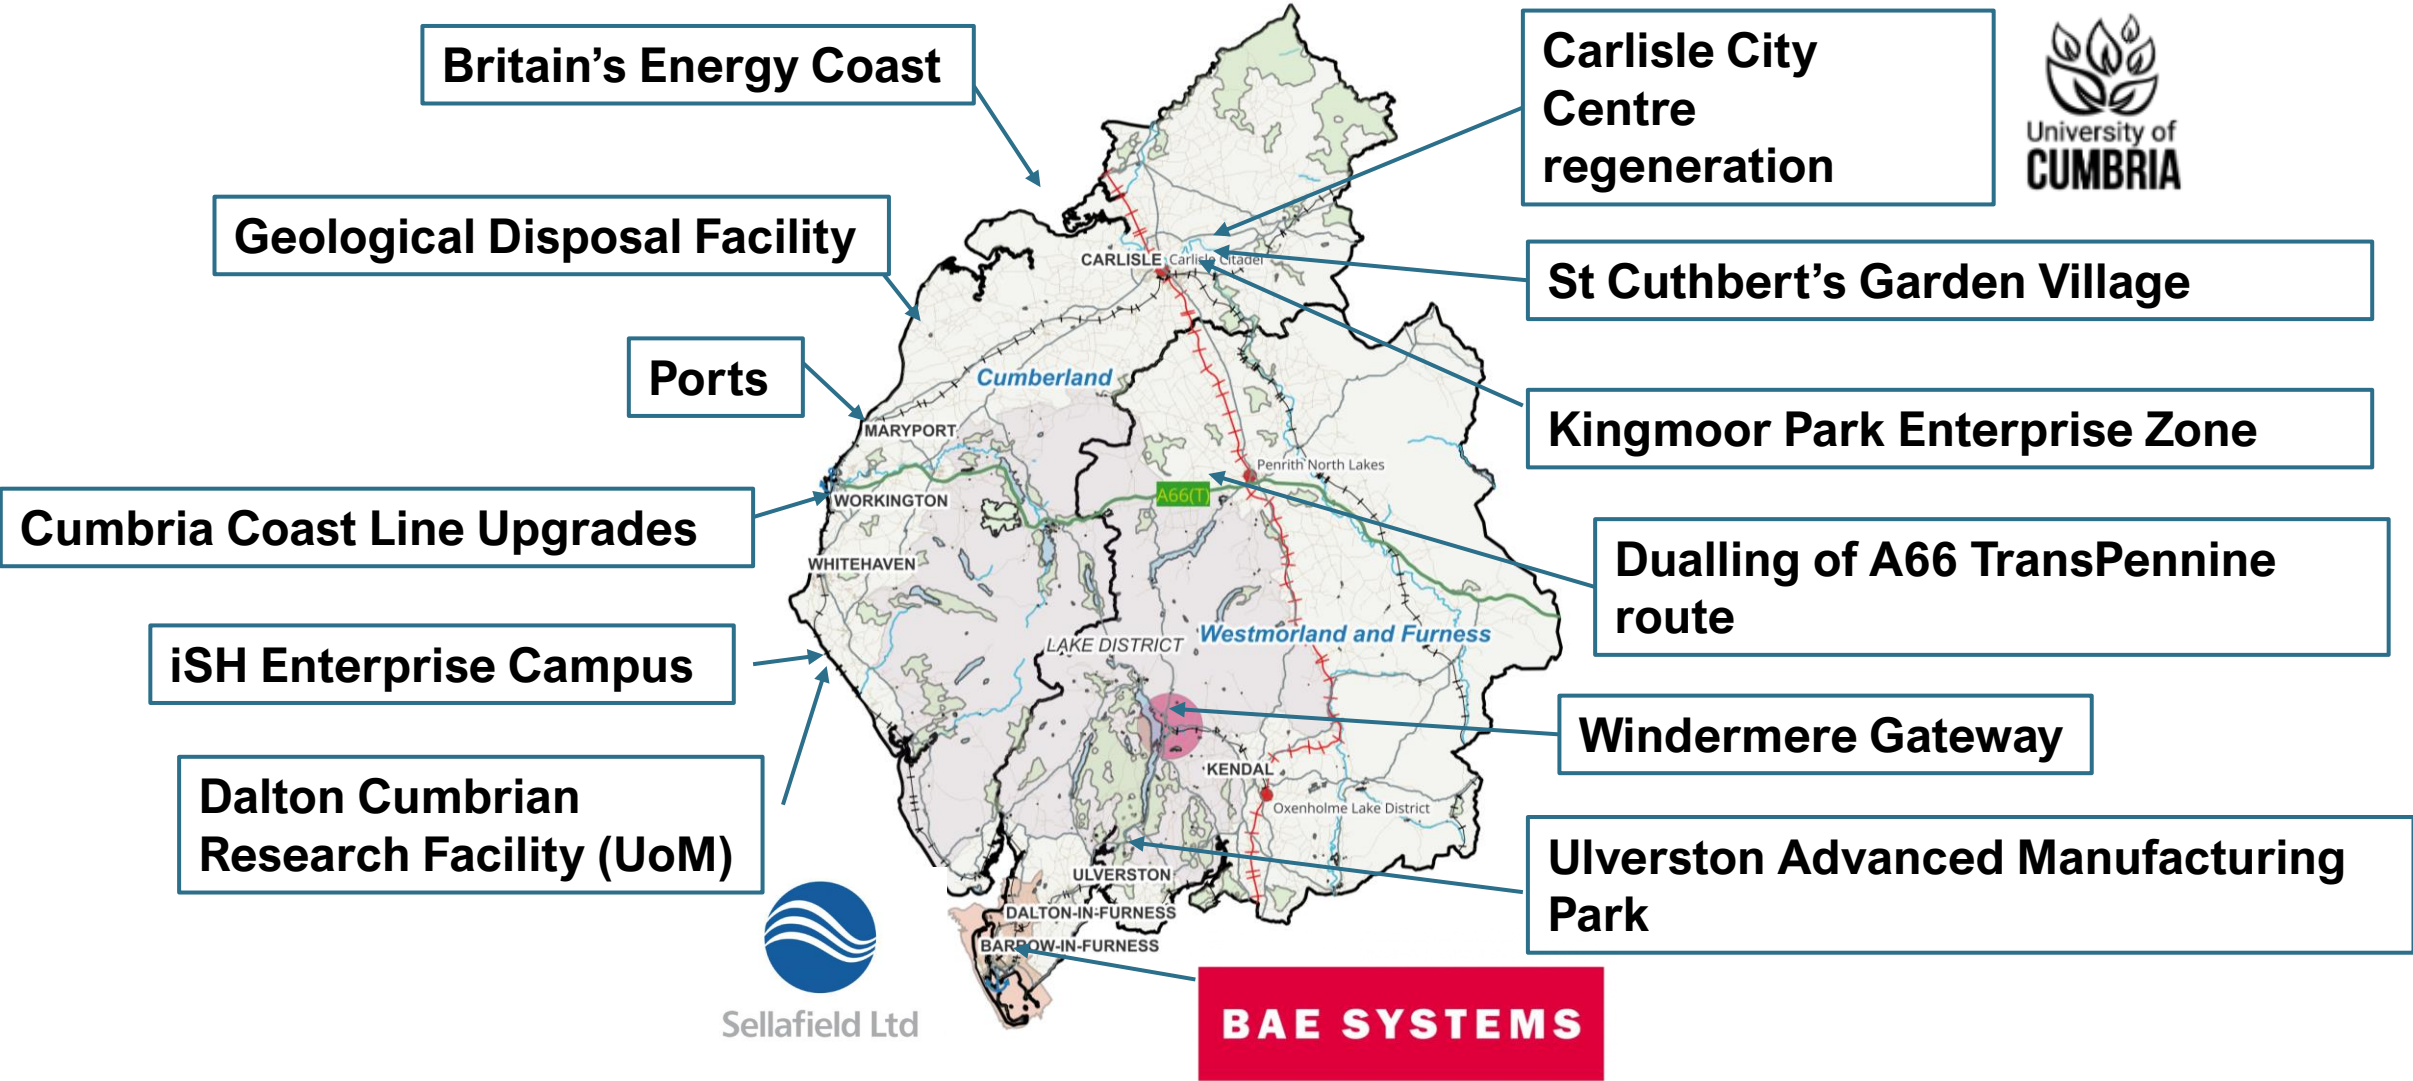 Britain's Energy Coast
Carlisle City
Centre
regeneration
University of
CUMBRIA
Geological Disposal Facility
St Cuthbert's Garden Village
CARLISLE
Carlisle Citadel
Ports
Cumberland
Kingmoor Park Enterprise Zone
MARYPORT
Penrith North Lakes
A66(T)
WORKINGTON
Cumbria Coast Line Upgrades
Dualling of A66 TransPennine
route
WHITEHAVEN
iSH Enterprise Campus
LAKE DISTRICT
Westmorland and Furness
Windermere Gateway
KENDAL
Oxenholme Lake District
Dalton Cumbrian
Research Facility (UoM)
Ulverston Advanced Manufacturing
Park
ULVERSTON
DALTON-IN-FURNESS
BARROW-IN-FURNESS
Sellafield Ltd
BAE SYSTEMS